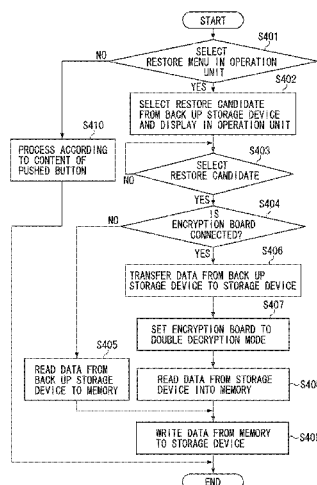 START
S401
SELECT
RESTORE MENU IN OPERATION
UNIT
NO
YES
S402
SELECT RESTORE CANDIDATE
FROM BACK UP STORAGE DEVICE
AND DISPLAY IN OPERATION UNIT
S410
PROCESS ACCORDING
TO CONTENT OF
PUSHED BUTTON
S403
SELECT
RESTORE CANDIDATE
NO
YES
S404
IS
ENCRYPTION BOARD
CONNECTED?
NO
YES
S406
TRANSFER DATA FROM BACK UP
STORAGE DEVICE TO STORAGE DEVICE
S407
SET ENCRYPTION BOARD TO
DOUBLE DECRYPTION MODE
S405
READ DATA FROM
BACK UP STORAGE
DEVICE TO MEMORY
READ DATA FROM STORAGE
DEVICE INTO MEMORY
WRITE DATA FROM MEMORY
TO STORAGE DEVICE
END